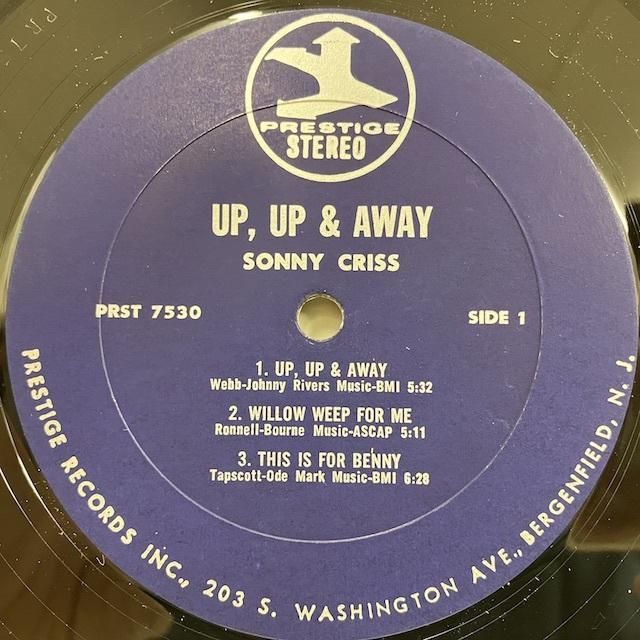 PRESTIGE
STEREO
UP, UP & AWAY
SONNY CRISS
PRST 7530
SIDE 1
1. UP, UP & AWAY
Webb-Johnny Rivers Music-BMI 5:32
2. WILLOW WEEP FOR ME
Ronnell-Bourne Music-ASCAP 5:11
3. THIS IS FOR BENNY
Tapscott-Ode Mark Music-BMI 6:28
PRESTIGE RECORDS INC., 203 S. WASHINGTON AVE., BERGENFIELD, N. J.